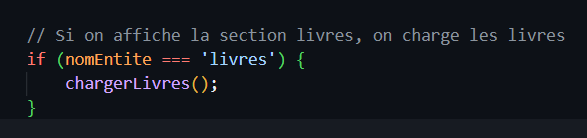 // Si on affiche la section livres, on charge les livres
if (nomEntite === 'livres') {
    chargerLivres();
}